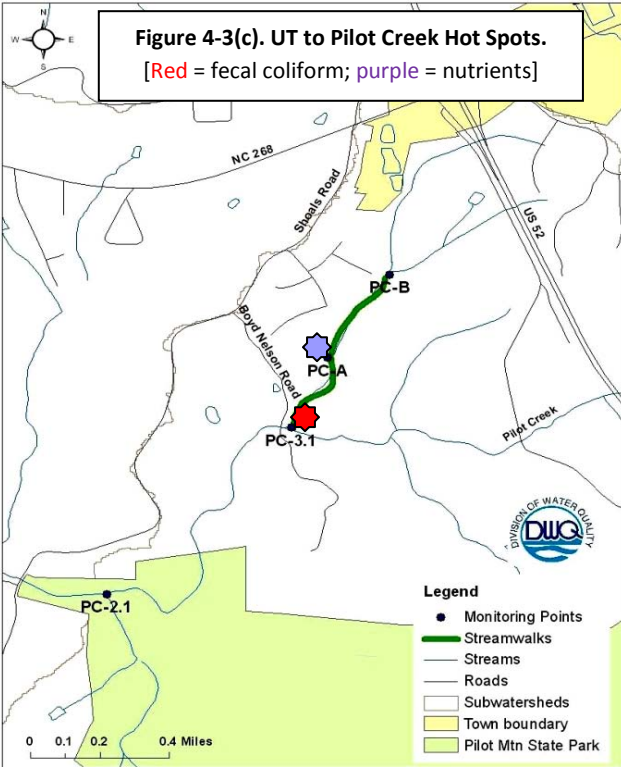 Figure 4-3(c). UT to Pilot Creek Hot Spots.
[Red = fecal coliform; purple = nutrients]
N
W E
S
NC 268
Shoals Road
US 52
PC-B
Boyd Nelson Road
PC-A
PC-3.1
Pilot Creek
DIVISION OF WATER QUALITY
DWQ
PC-2.1
Legend
Monitoring Points
Streamwalks
Streams
Roads
Subwatersheds
Town boundary
Pilot Mtn State Park
0 0.1 0.2 0.4 Miles